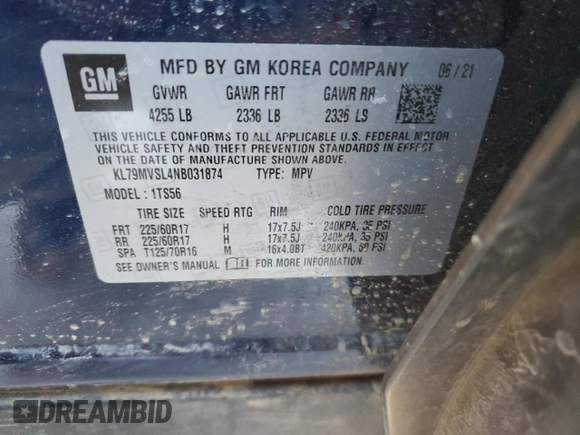 GM
MFD BY GM KOREA COMPANY 06/21
GVWR GAWR FRT GAWR RR
4255 LB 2336 LB 2336 LB
THIS VEHICLE CONFORMS TO ALL APPLICABLE U.S. FEDERAL MOTOR
VEHICLE SAFETY AND THEFT PREVENTION STANDARDS IN EFFECT ON
THE DATE OF MANUFACTURE SHOWN ABOVE.
KL79MVSL4NB031874 TYPE: MPV
MODEL: 1TS56
TIRE SIZE SPEED RTG RIM COLD TIRE PRESSURE
FRT 225/60R17 H 17x7.5J 240KPA, 35 PSI
RR 225/60R17 H 17x7.5J 240KPA, 35 PSI
SPA T125/70R16 M 16x4.0BT 420KPA, 60 PSI
SEE OWNER'S MANUAL FOR MORE INFORMATION.
DREAMBID